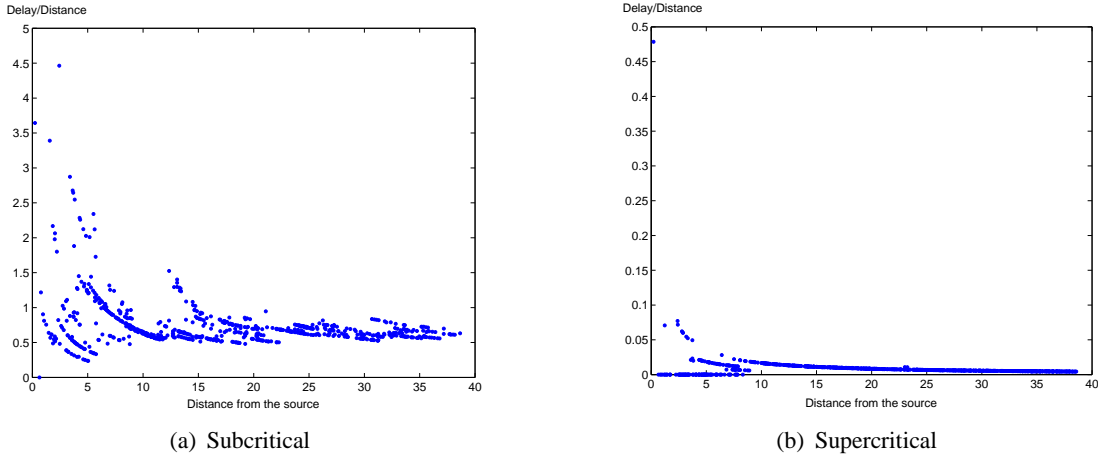 Delay/Distance
5
4.5
4
3.5
3
2.5
2
1.5
1
0.5
0
0 5 10 15 20 25 30 35 40
Distance from the source
(a) Subcritical
Delay/Distance
0.5
0.45
0.4
0.35
0.3
0.25
0.2
0.15
0.1
0.05
0
0 5 10 15 20 25 30 35 40
Distance from the source
(b) Supercritical